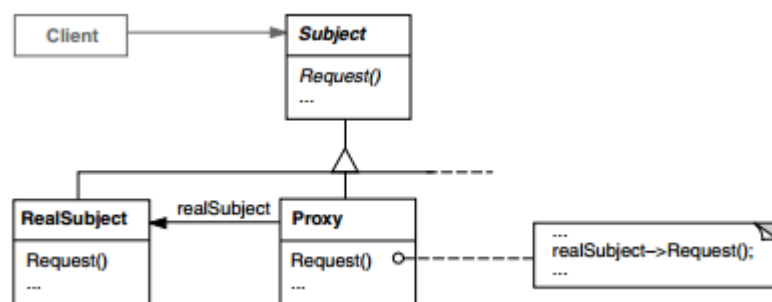 Client
Subject
Request()
...
RealSubject
Request()
...
realSubject
Proxy
Request()
...
...
realSubject–>Request();
...